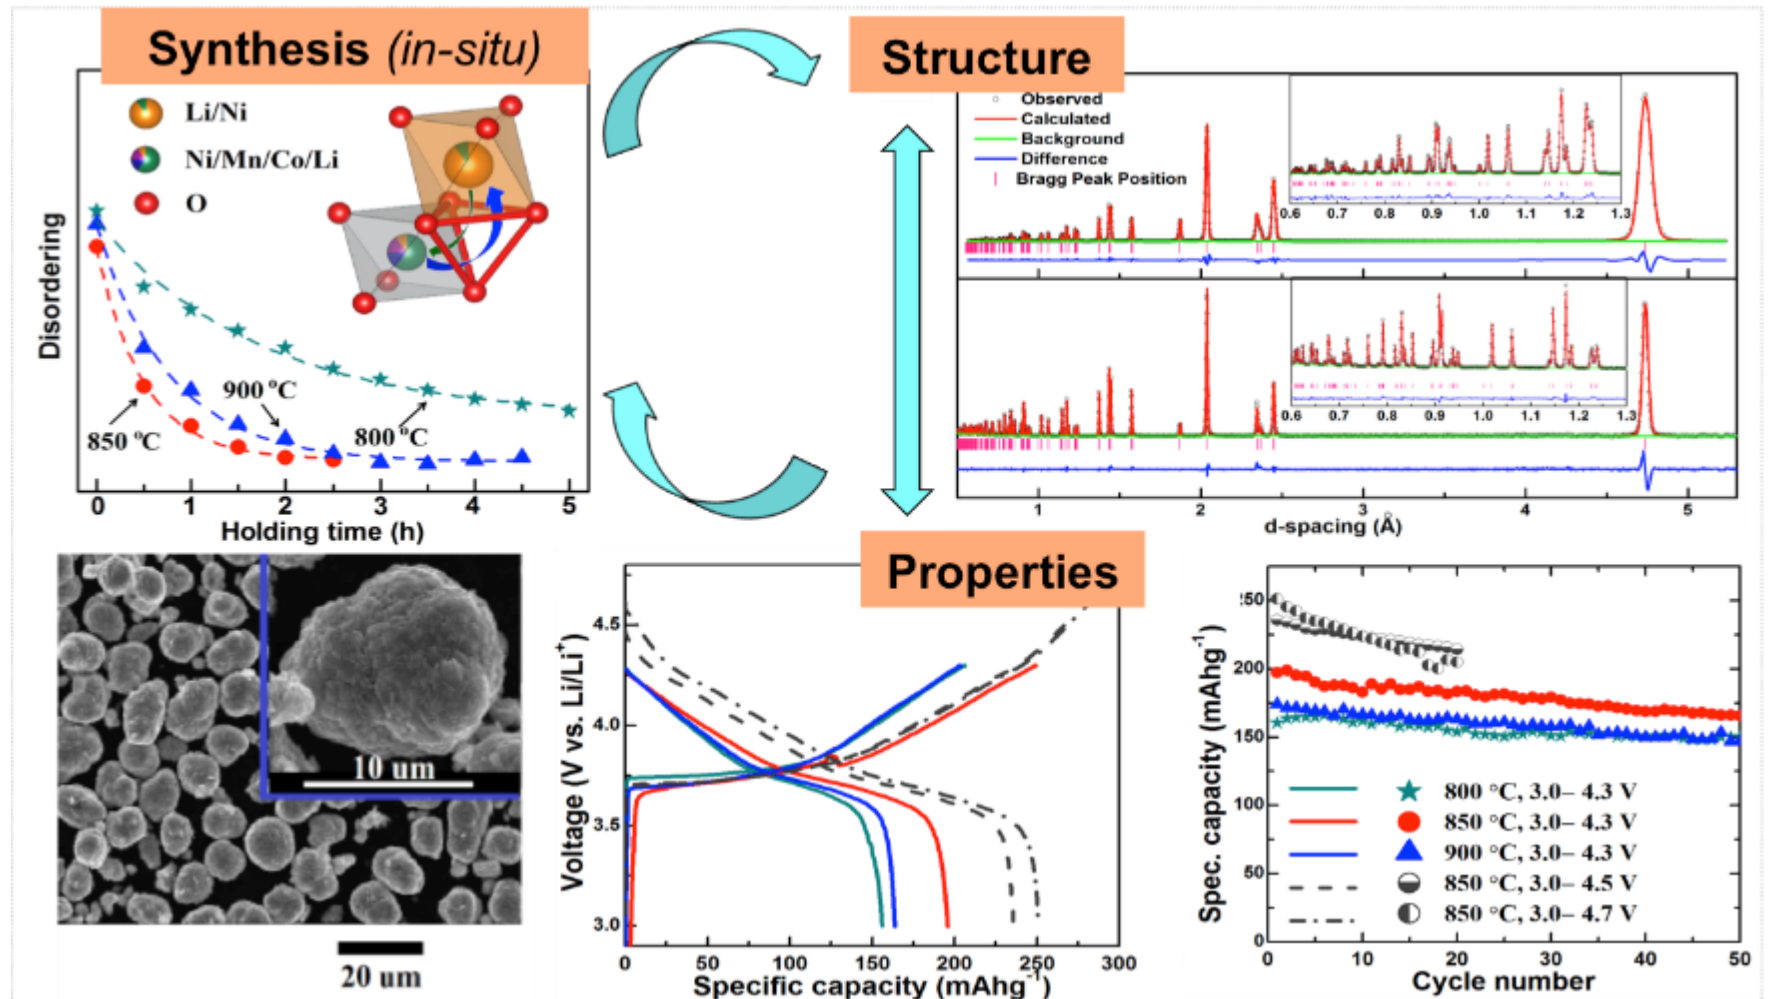 Synthesis (in-situ)
Structure
Li/Ni
Ni/Mn/Co/Li
O
Disordering
900 °C
850 °C
800 °C
0 1 2 3 4 5
Holding time (h)
Observed
Calculated
Background
Difference
Bragg Peak Position
0.6 0.7 0.8 0.9 1.0 1.1 1.2 1.3
0.6 0.7 0.8 0.9 1.0 1.1 1.2 1.3
1 2 3 4 5
d-spacing (Å)
Properties
10 um
20 um
Voltage (V vs. Li/Li+)
4.5
4.0
3.5
3.0
0 50 100 150 200 250 300
Specific capacity (mAhg-1)
Spec. capacity (mAhg-1)
250
200
150
100
50
0
800 °C, 3.0– 4.3 V
850 °C, 3.0– 4.3 V
900 °C, 3.0– 4.3 V
850 °C, 3.0– 4.5 V
850 °C, 3.0– 4.7 V
0 10 20 30 40 50
Cycle number